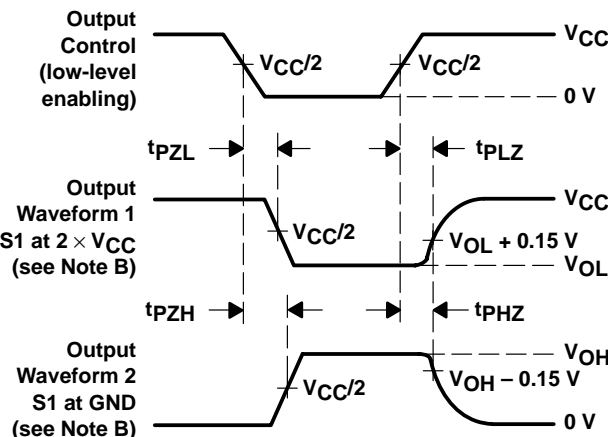 Output
Control
(low-level
enabling)
VCC
VCC/2
VCC/2
0 V
tPZL
tPLZ
Output
Waveform 1
S1 at 2 × VCC
(see Note B)
VCC
VCC/2
VOL + 0.15 V
VOL
tPZH
tPHZ
Output
Waveform 2
S1 at GND
(see Note B)
VOH
VCC/2
VOH – 0.15 V
0 V